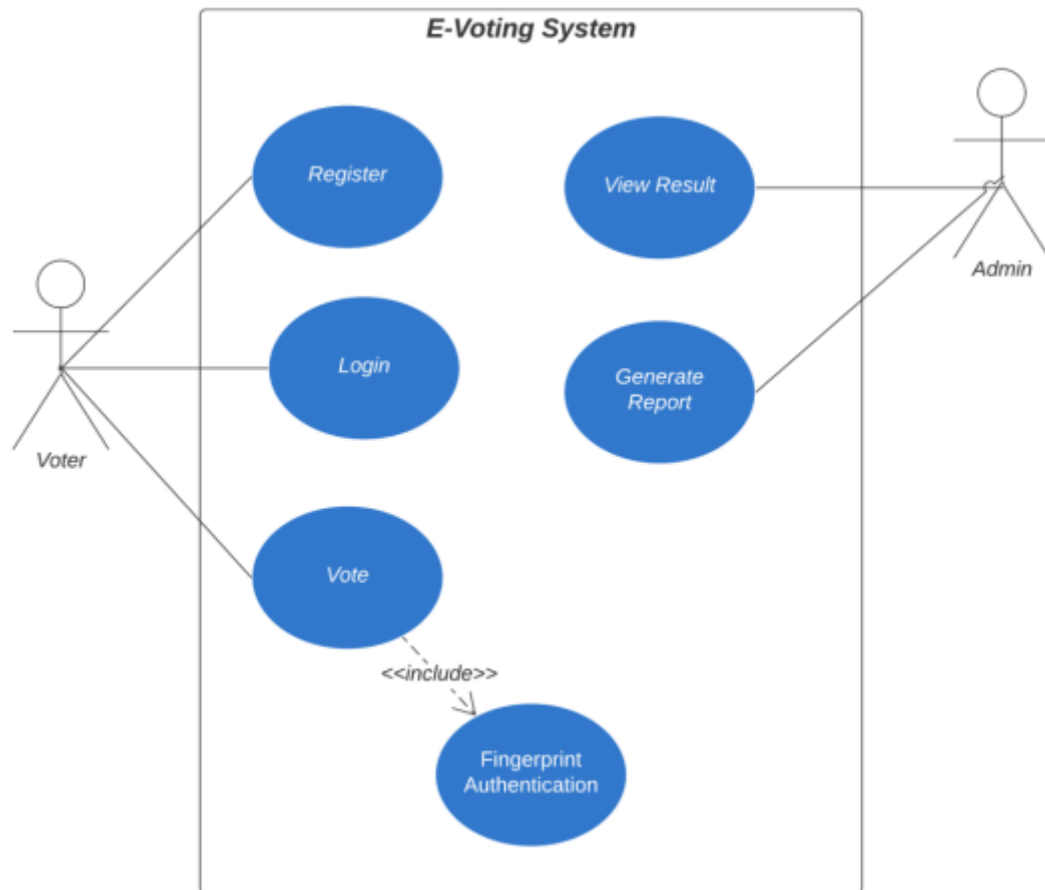 E-Voting System
Register
View Result
Admin
Login
Generate
Report
Voter
Vote
<<include>>
Fingerprint
Authentication